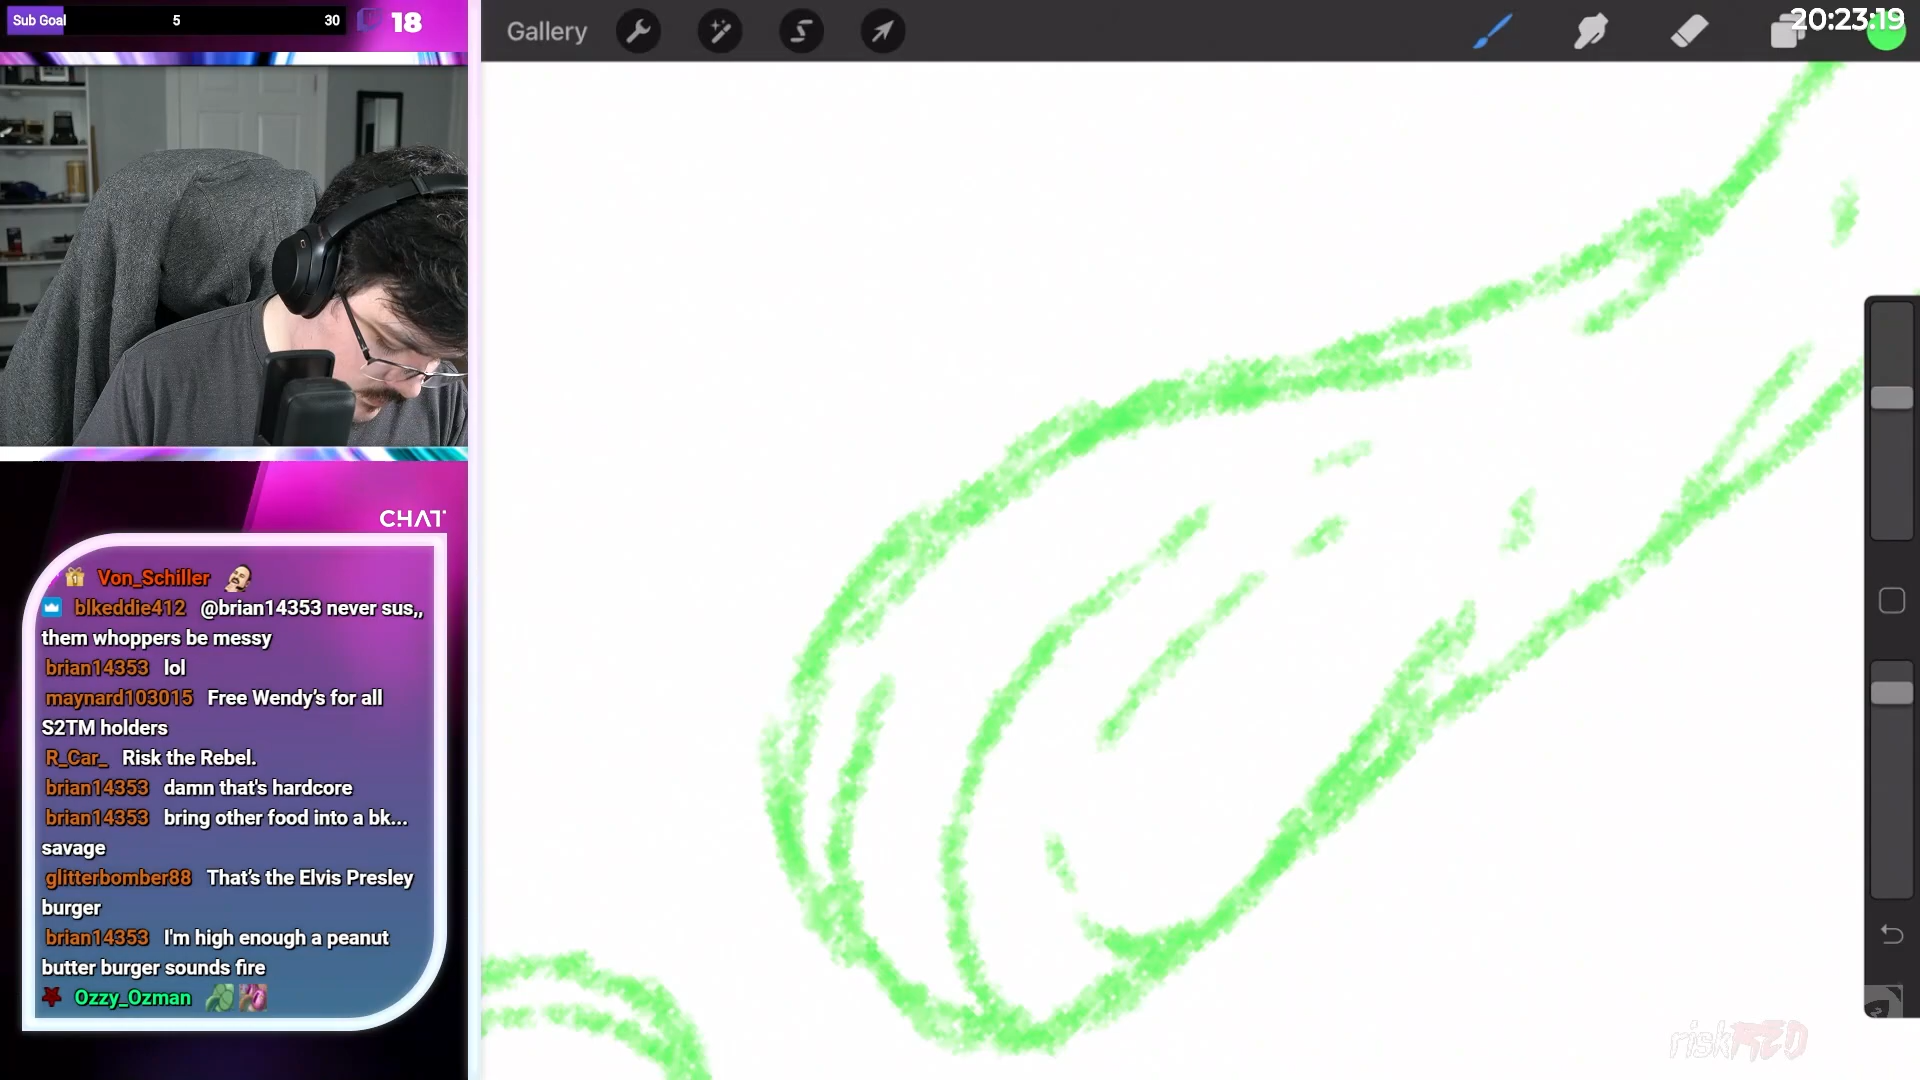 Sub Goal 5 30 18
Gallery
20:23:19
CHAT
Von_Schiller
blkeddie412 @brian14353 never sus,,
them whoppers be messy
brian14353 lol
maynard103015 Free Wendy's for all
S2TM holders
R_Car_ Risk the Rebel.
brian14353 damn that's hardcore
brian14353 bring other food into a bk...
savage
glitterbomber88 That's the Elvis Presley
burger
brian14353 I'm high enough a peanut
butter burger sounds fire
Ozzy_Ozman
riskRED